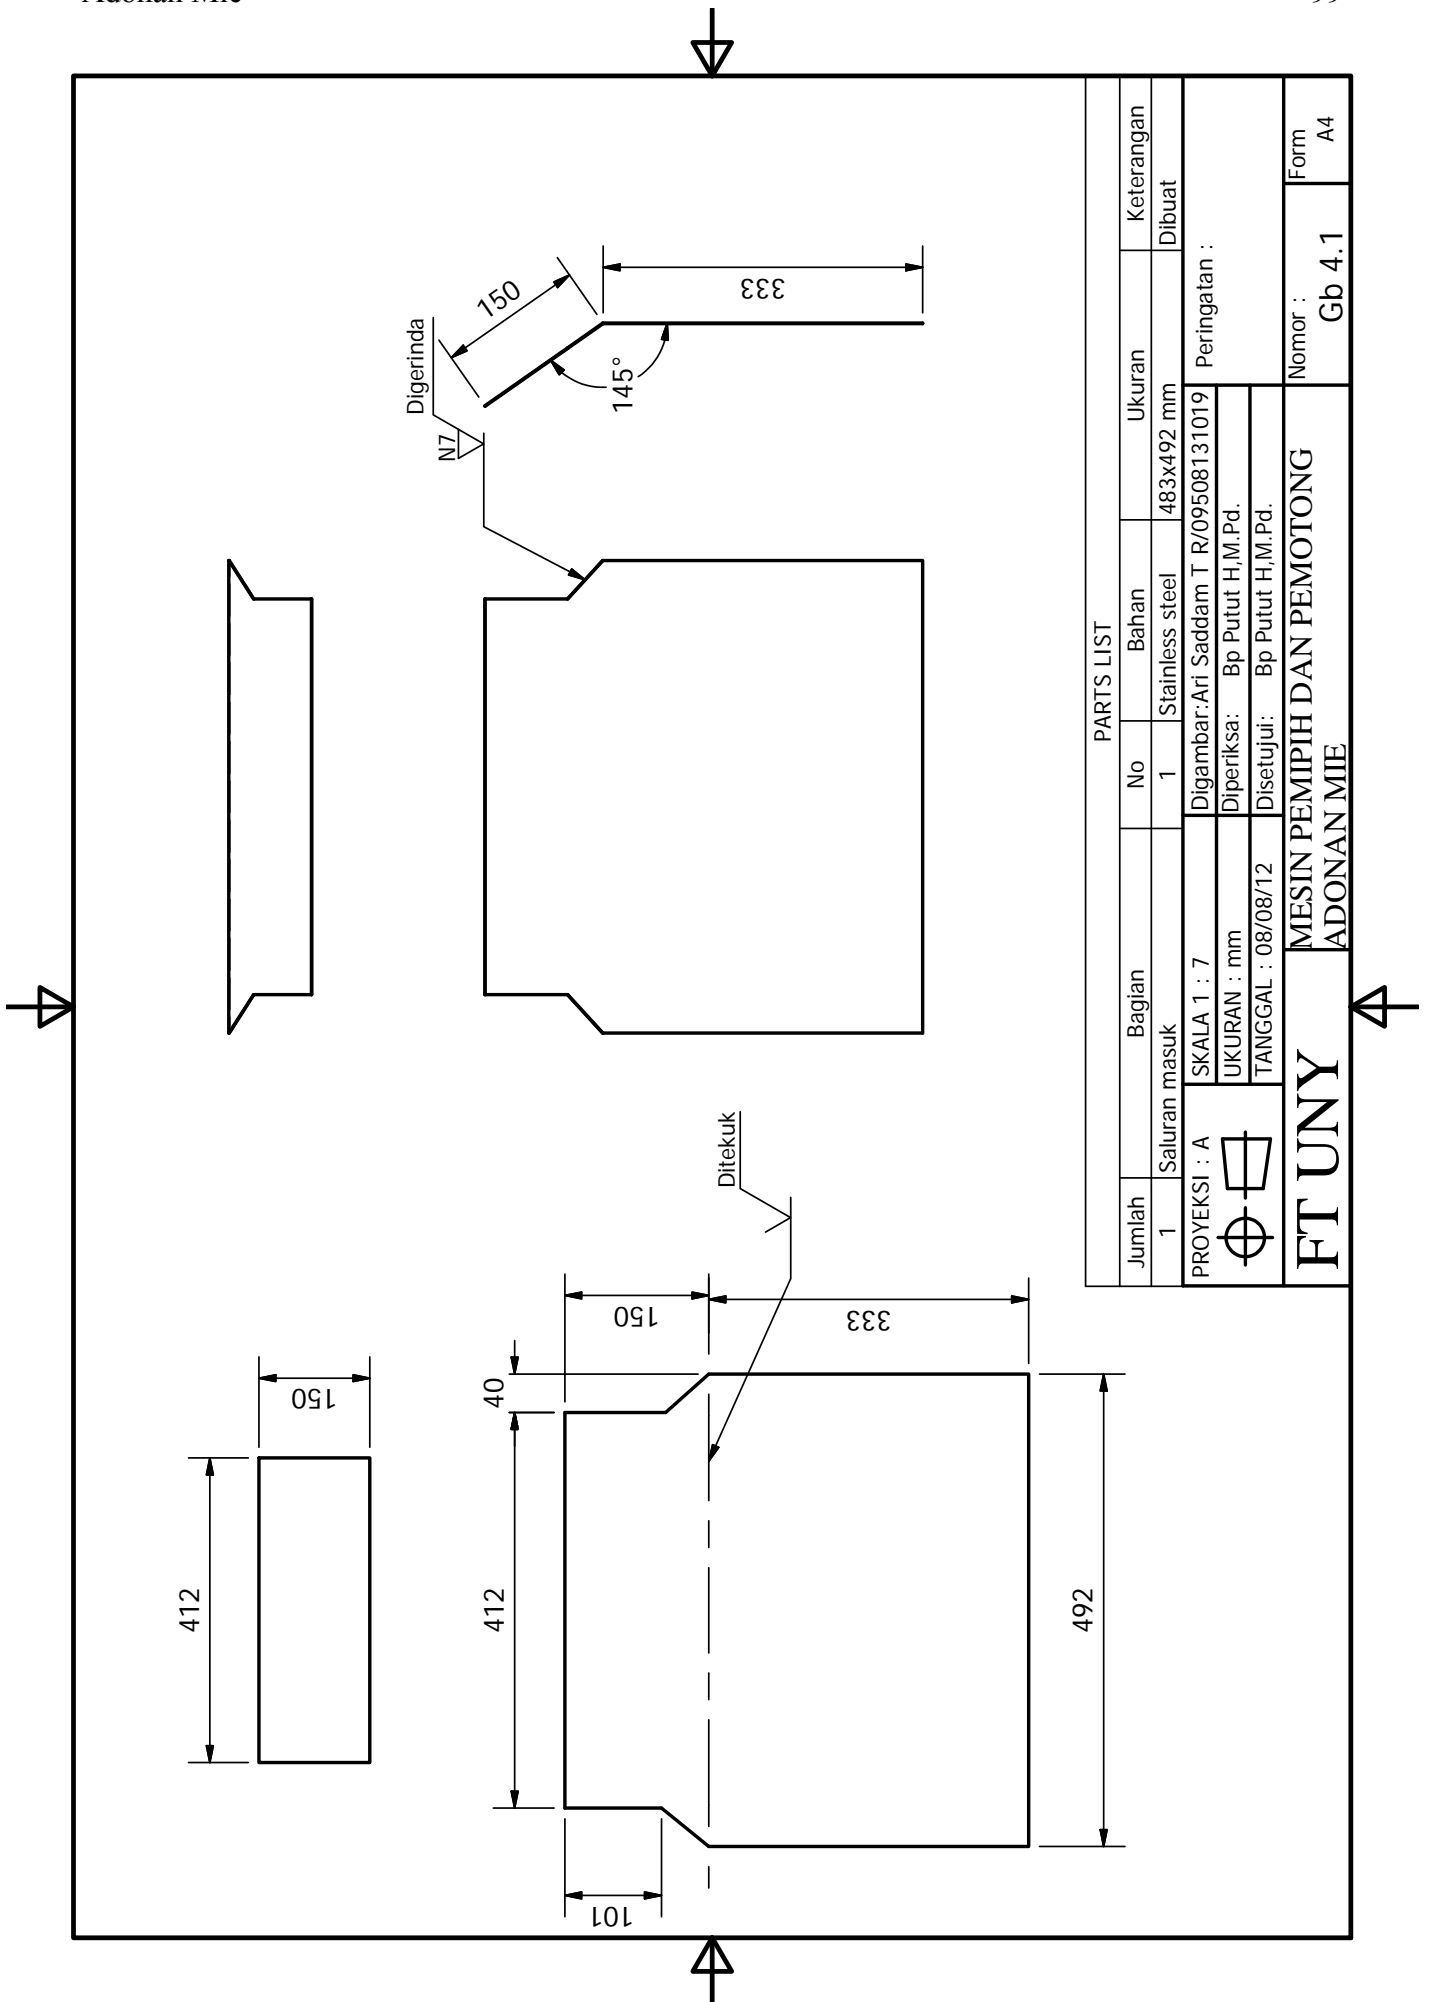 150
333
145°
Digerinda
N7
412
150
150
333
40
412
101
492
Ditekuk
PARTS LIST
Jumlah Bagian No Bahan Ukuran Keterangan
1 Saluran masuk 1 Stainless steel 483x492 mm Dibuat
PROYEKSI : A
SKALA 1 : 7
UKURAN : mm
TANGGAL : 08/08/12
Digambar:Ari Saddam T R/09508131019
Diperiksa: Bp Putut H,M.Pd.
Disetujui: Bp Putut H,M.Pd.
Peringatan :
FT UNY
MESIN PEMIPIH DAN PEMOTONG
ADONAN MIE
Nomor :
Gb 4.1
Form
A4